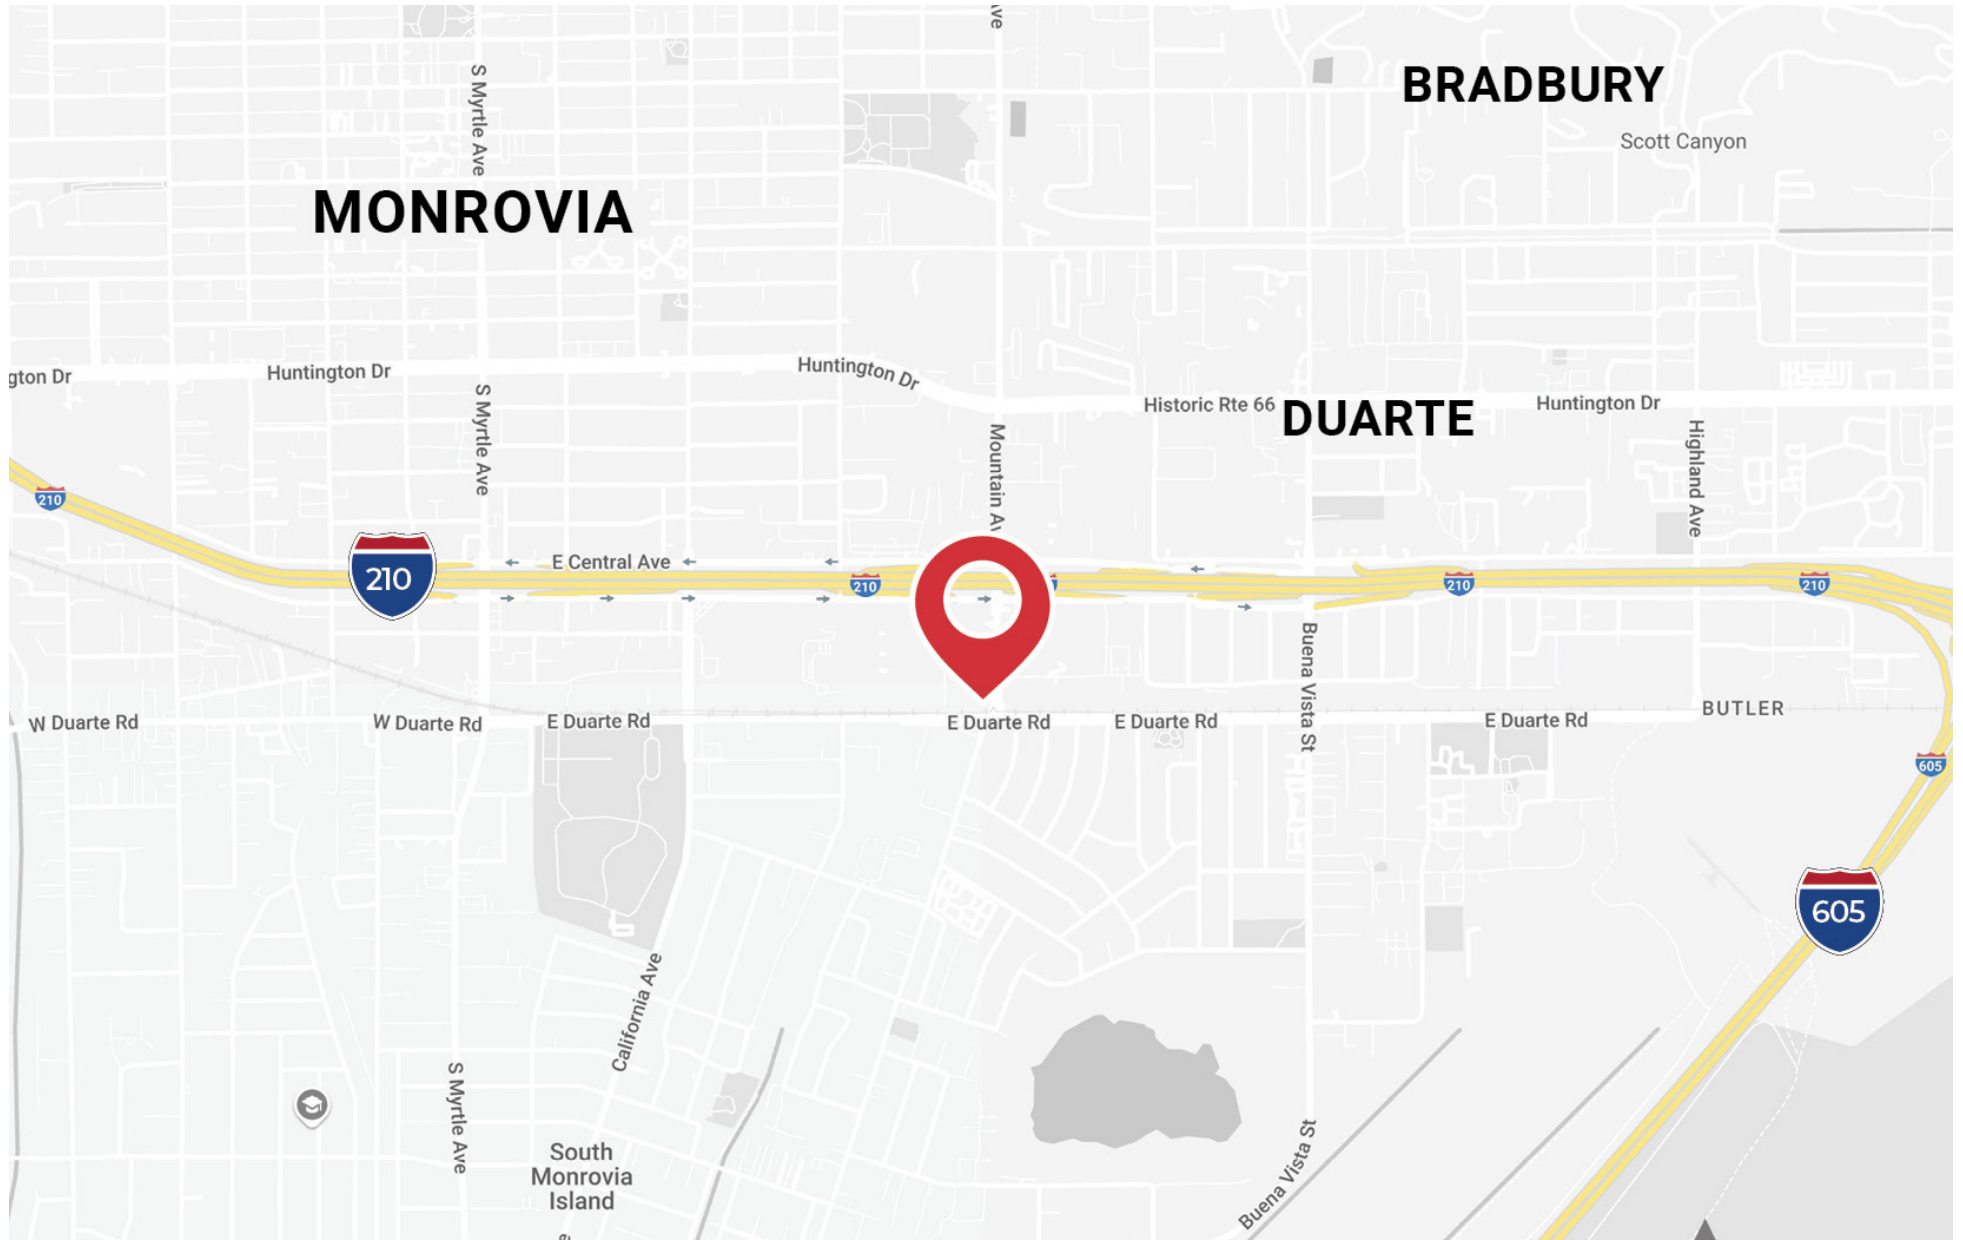 ve
BRADBURY
S Myrtle Ave
Scott Canyon
MONROVIA
Huntington Dr
gton Dr
Huntington Dr
Historic Rte 66
DUARTE
Huntington Dr
S Myrtle Ave
Mountain Av
Highland Ave
210
210
E Central Ave
210
210
210
Buena Vista St
W Duarte Rd
W Duarte Rd
E Duarte Rd
E Duarte Rd
E Duarte Rd
E Duarte Rd
BUTLER
605
605
California Ave
S Myrtle Ave
South
Monrovia
Island
Buena Vista St
e